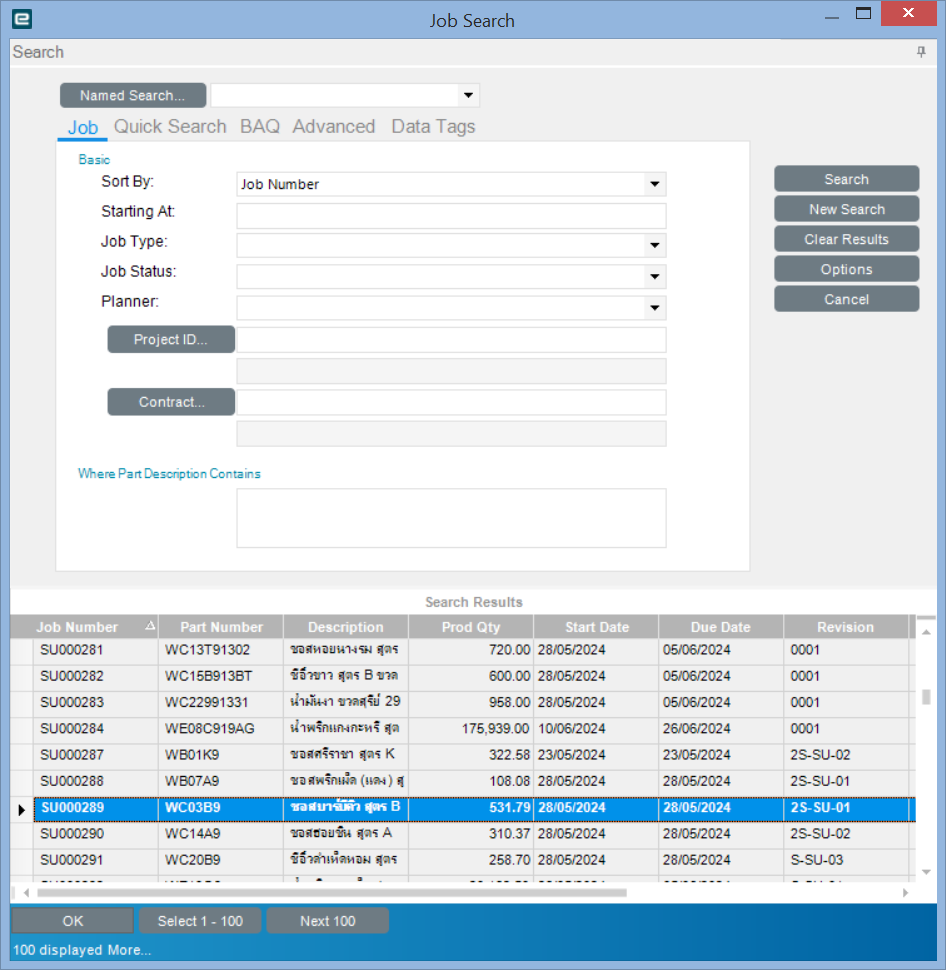 Job Search
Search
Named Search...
Job Quick Search BAQ Advanced Data Tags
Basic
Sort By: Job Number
Starting At:
Job Type:
Job Status:
Planner:
Project ID...
Contract...
Where Part Description Contains
Search
New Search
Clear Results
Options
Cancel
Search Results
Job Number Part Number Description Prod Qty Start Date Due Date Revision
SU000281 WC13T91302 ซอสหอยนางรม สูตร 720.00 28/05/2024 05/06/2024 0001
SU000282 WC15B913BT ซีอิ๊วขาว สูตร B ขวด 600.00 28/05/2024 05/06/2024 0001
SU000283 WC22991331 น้ำมันงา ขวดสุรีย์ 29 958.00 28/05/2024 05/06/2024 0001
SU000284 WE08C919AG น้ำพริกแกงกะหรี่ สูต 175,939.00 10/06/2024 26/06/2024 0001
SU000287 WB01K9 ซอสศรีราชา สูตร K 322.58 23/05/2024 23/05/2024 2S-SU-02
SU000288 WB07A9 ซอสพริกเผ็ด (แดง) สู 108.08 28/05/2024 28/05/2024 2S-SU-01
SU000289 WC03B9 ซอสบาร์บีคิว สูตร B 531.79 28/05/2024 28/05/2024 2S-SU-01
SU000290 WC14A9 ซอสฮอยซิน สูตร A 310.37 28/05/2024 28/05/2024 2S-SU-02
SU000291 WC20B9 ซีอิ๊วดำเห็ดหอม สูตร 258.70 28/05/2024 28/05/2024 S-SU-03
OK Select 1 - 100 Next 100
100 displayed More...